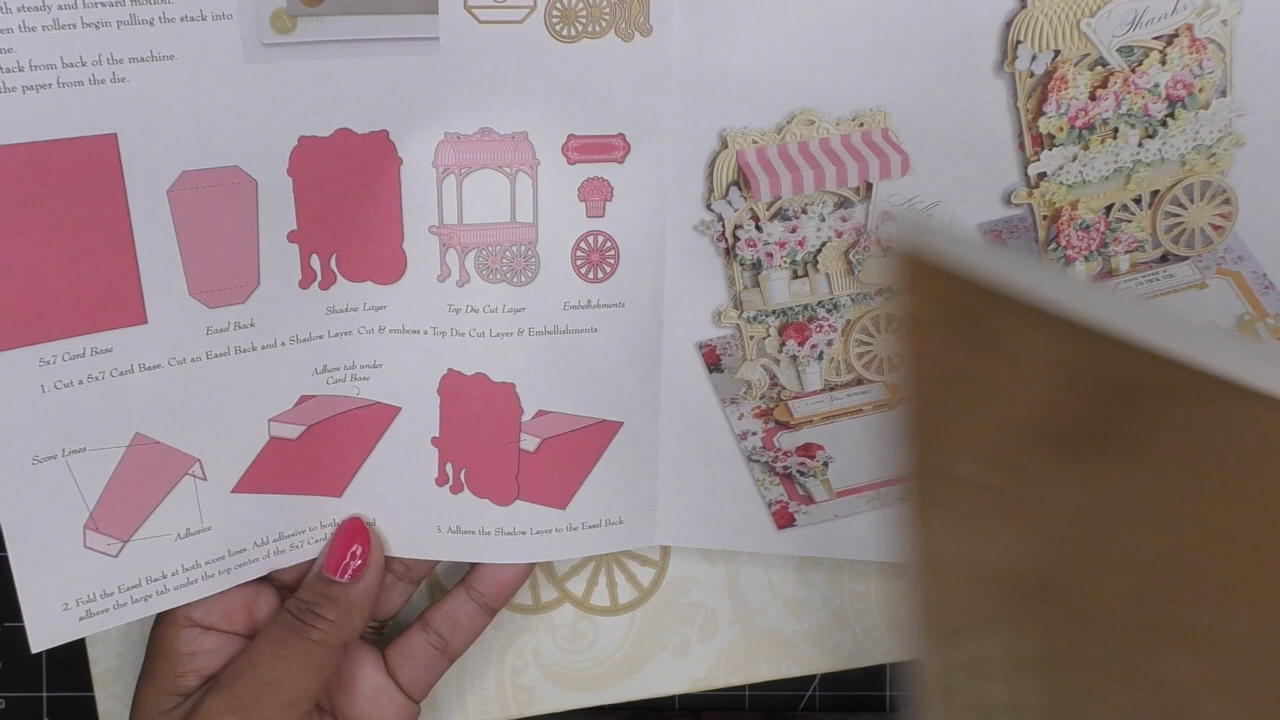 th steady and forward motion.
en the rollers begin pulling the stack into
ne.
tack from back of the machine.
the paper from the die.
Thanks
5x7 Card Base
Easel Back
Shadow Layer
Top Die Cut Layer
Embellishments
1. Cut a 5x7 Card Base. Cut an Easel Back and a Shadow Layer. Cut & emboss a Top Die Cut Layer & Embellishments.
Score Lines
Adhesive
Adhere tab under
Card Base
2. Fold the Easel Back at both score lines. Add adhesive to both
adhere the large tab under the top center of the 5x7 Card
3. Adhere the Shadow Layer to the Easel Back.